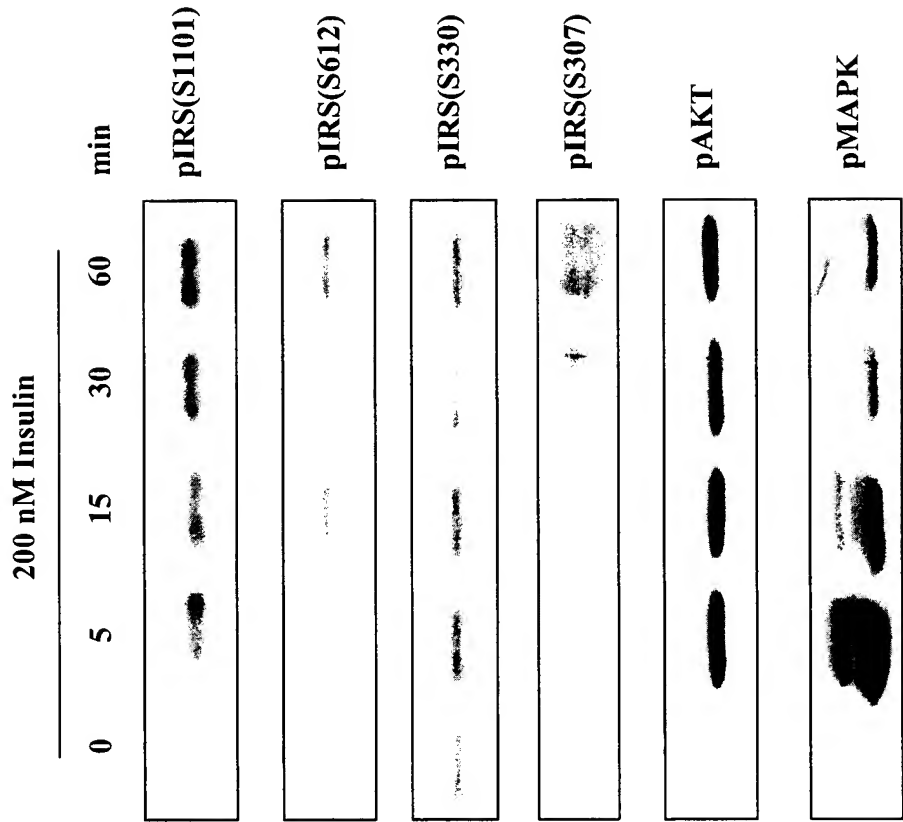 200 nM Insulin
0 5 15 30 60 min
pIRS(S1101)
pIRS(S612)
pIRS(S330)
pIRS(S307)
pAKT
pMAPK